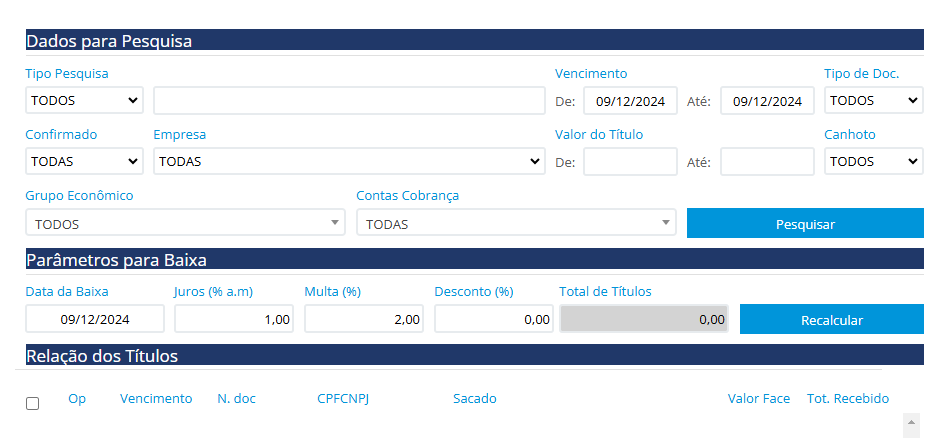 Dados para Pesquisa
Tipo Pesquisa Vencimento Tipo de Doc.
TODOS De: 09/12/2024 Até: 09/12/2024 TODOS
Confirmado Empresa Valor do Título Canhoto
TODAS TODAS De: Até: TODOS
Grupo Econômico Contas Cobrança
TODOS TODAS Pesquisar
Parâmetros para Baixa
Data da Baixa Juros (% a.m) Multa (%) Desconto (%) Total de Títulos
09/12/2024 1,00 2,00 0,00 0,00 Recalcular
Relação dos Títulos
Op Vencimento N. doc CPFCNPJ Sacado Valor Face Tot. Recebido